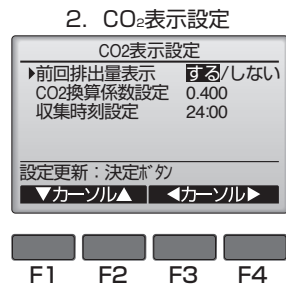 2. CO₂表示設定
CO2表示設定
▶前回排出量表示 する/しない
CO2換算係数設定 0.400
収集時刻設定 24:00
設定更新：決定ﾎﾞﾀﾝ
▼カーソル▲ ◀カーソル▶
F1 F2 F3 F4